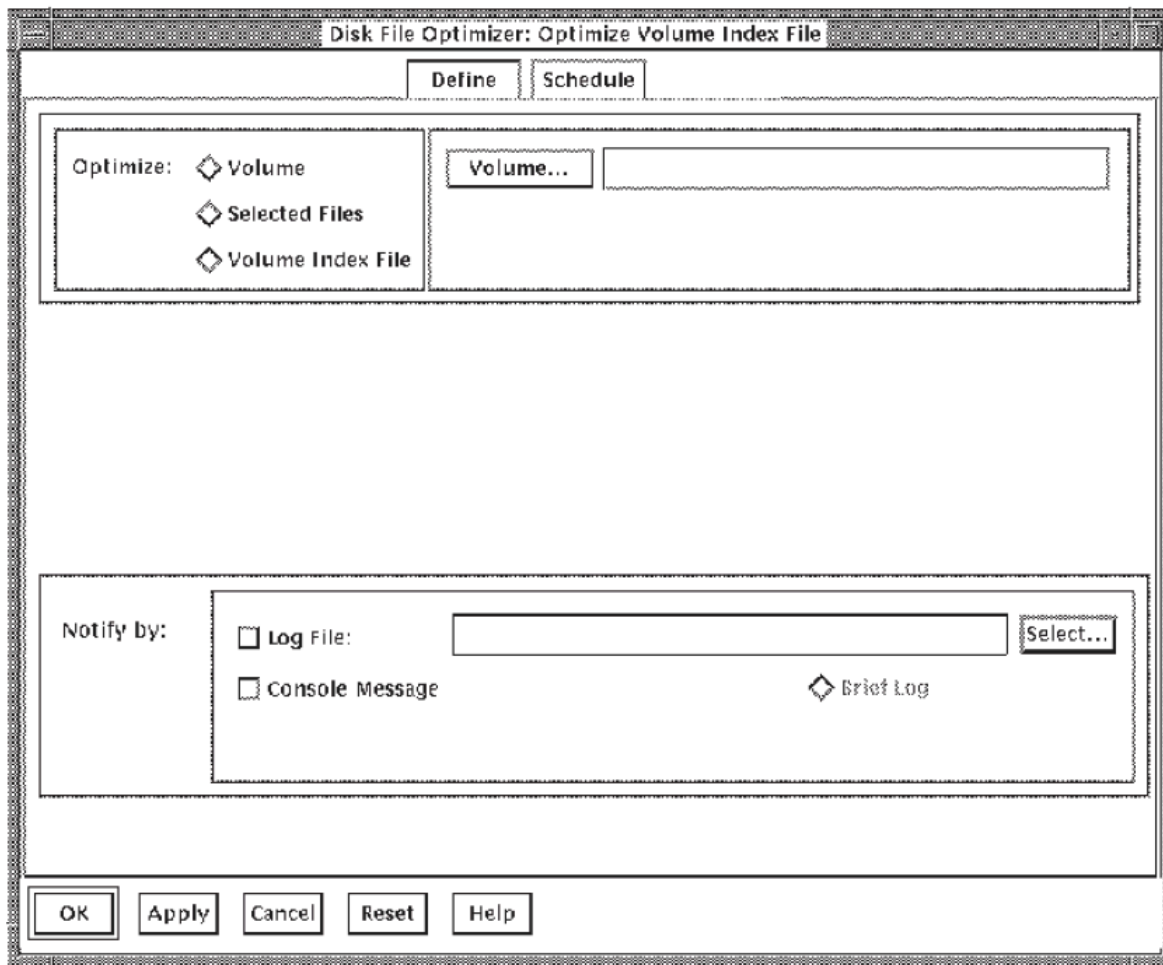 Disk File Optimizer: Optimize Volume Index File
Define Schedule
Optimize: Volume Volume...
Selected Files
Volume Index File
Notify by: Log File: Select...
Console Message Brief Log
OK Apply Cancel Reset Help